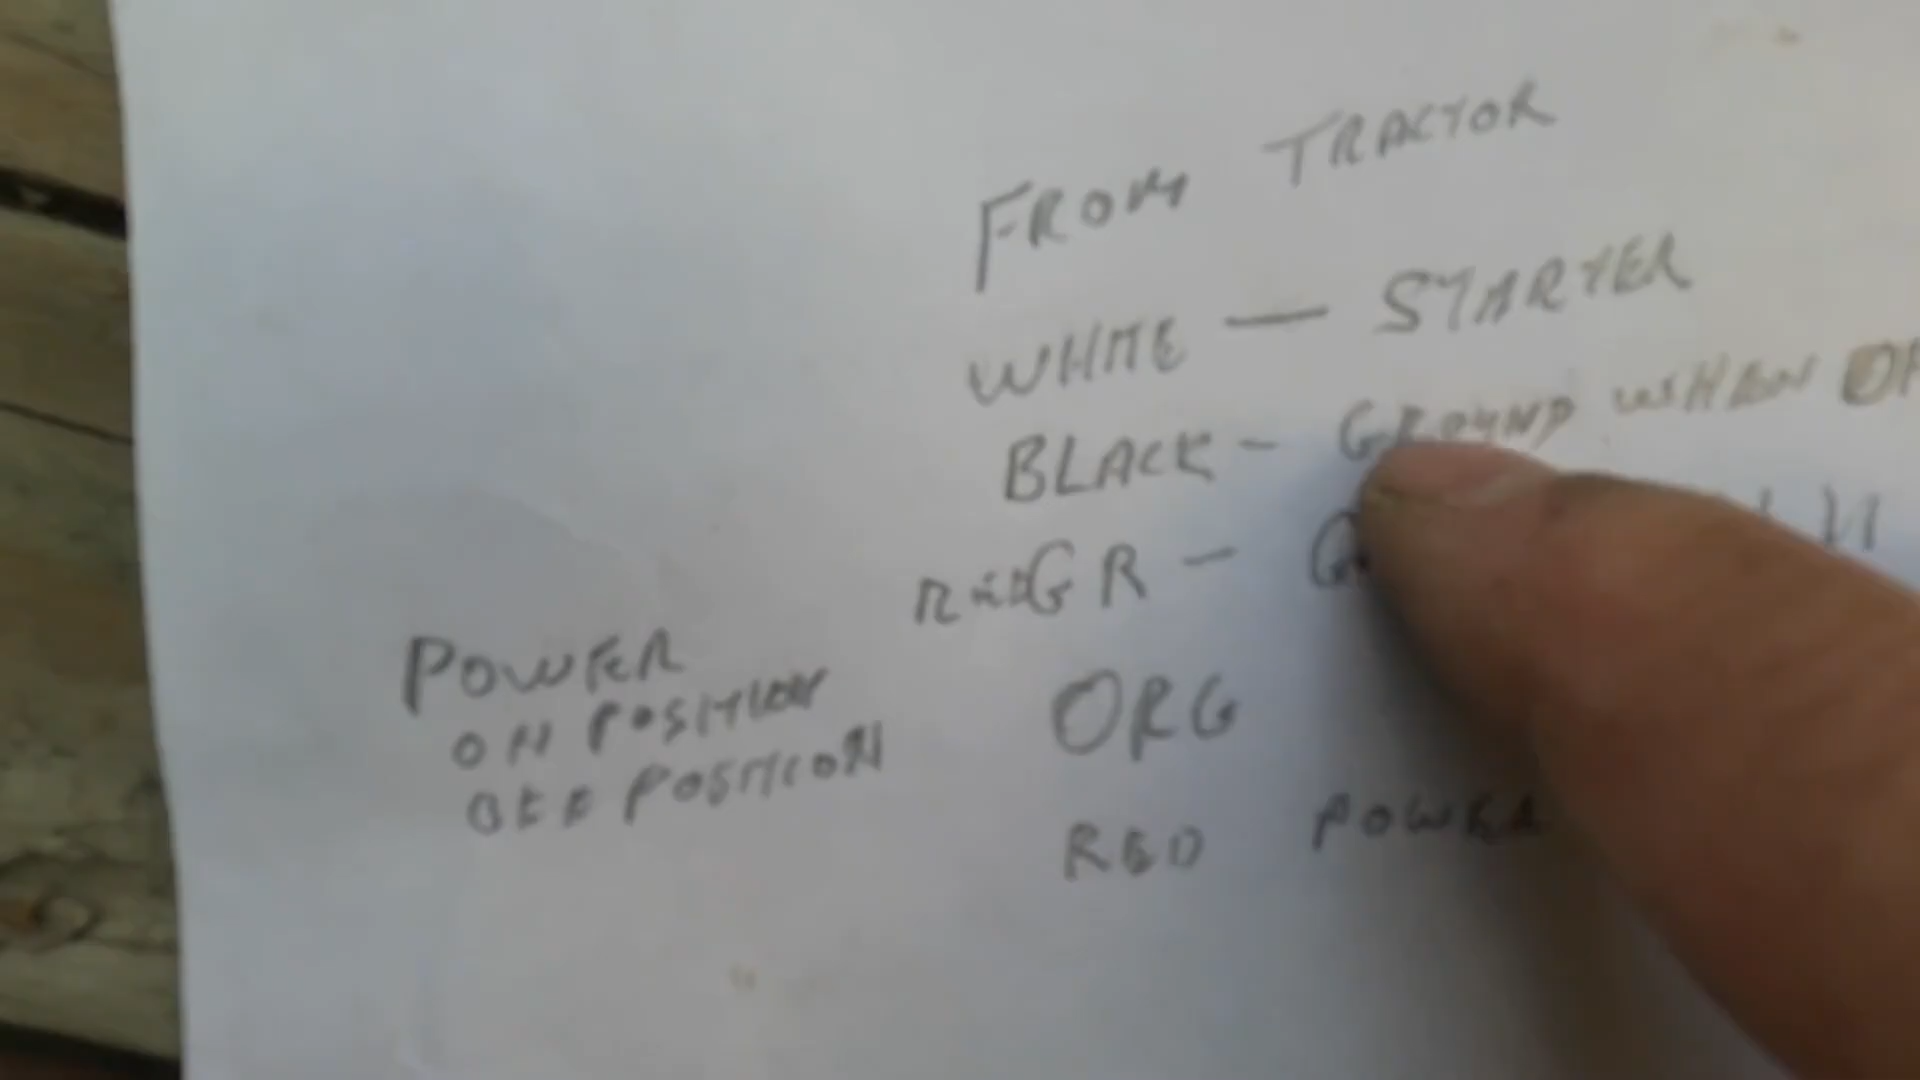 FROM TRACTOR
WHITE — STARTER
BLACK - GROUND WHEN
GR -
POWER
ON POSITION
OFF POSITION
ORG
RED POWER